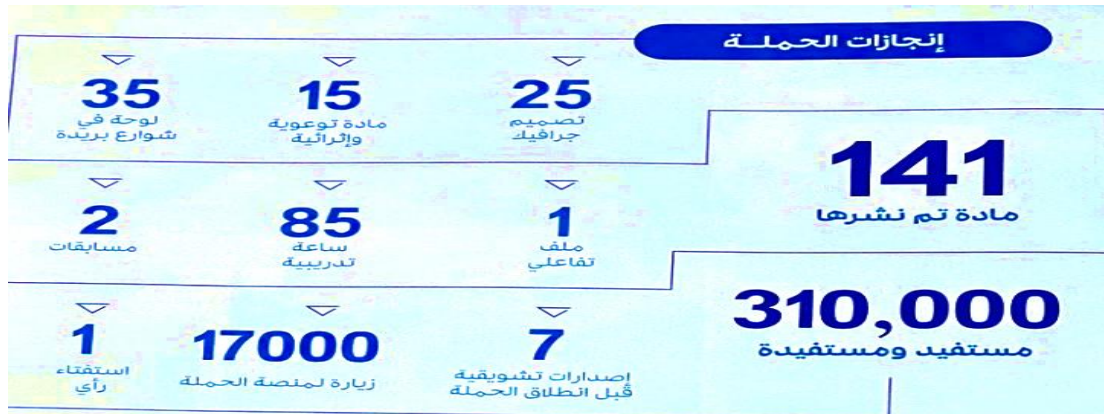 إنجازات الحملــة
25
تصميم
جرافيك
15
مادة توعوية
وإثرائية
35
لوحة في
شوارع بريدة
141
مادة تم نشرها
1
ملف
تفاعلي
85
ساعة
تدريبية
2
مسابقات
310,000
مستفيد ومستفيدة
7
إصدارات تشويقية
قبل انطلاق الحملة
17000
زيارة لمنصة الحملة
1
استفتاء
رأي